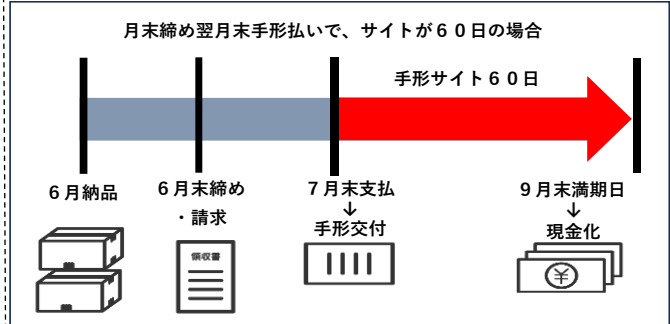 月末締め翌月末手形払いで、サイトが６０日の場合
手形サイト６０日
６月納品
６月末締め
・請求
７月末支払
↓
手形交付
９月末満期日
↓
現金化
領収書
¥